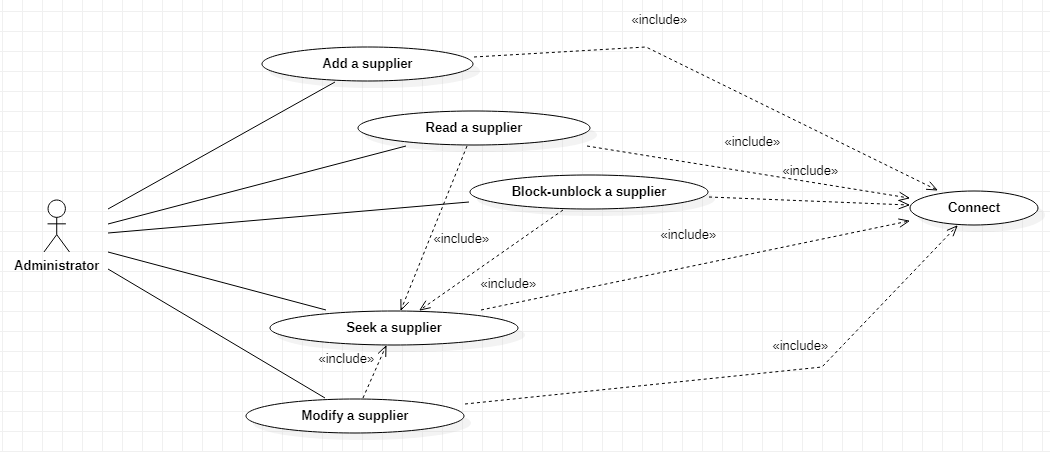 «include»
Add a supplier
Read a supplier
«include»
«include»
Block-unblock a supplier
Connect
«include»
«include»
Administrator
«include»
Seek a supplier
«include»
«include»
Modify a supplier